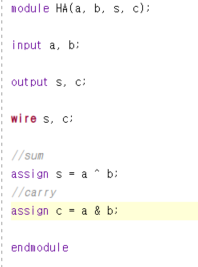 module HA(a, b, s, c);
input a, b;
output s, c;
wire s, c;
//sum
assign s = a ^ b;
//carry
assign c = a & b;
endmodule